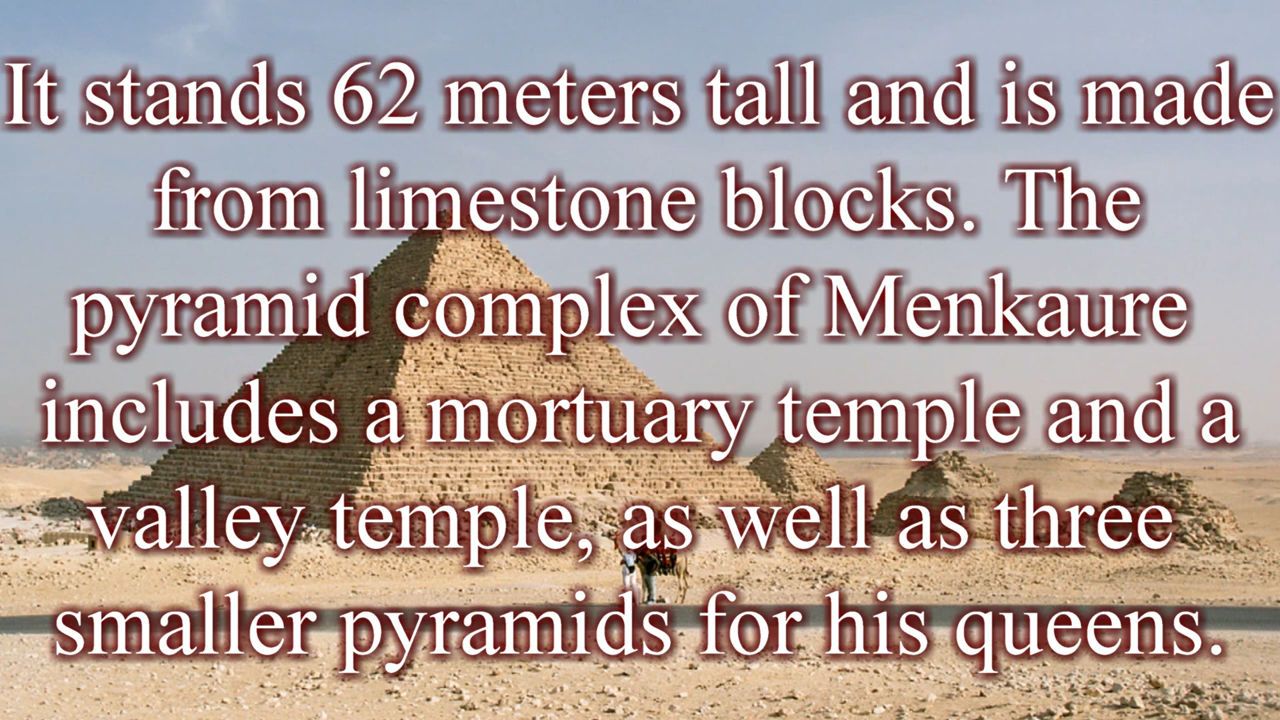 It stands 62 meters tall and is made
from limestone blocks. The
pyramid complex of Menkaure
includes a mortuary temple and a
valley temple, as well as three
smaller pyramids for his queens.